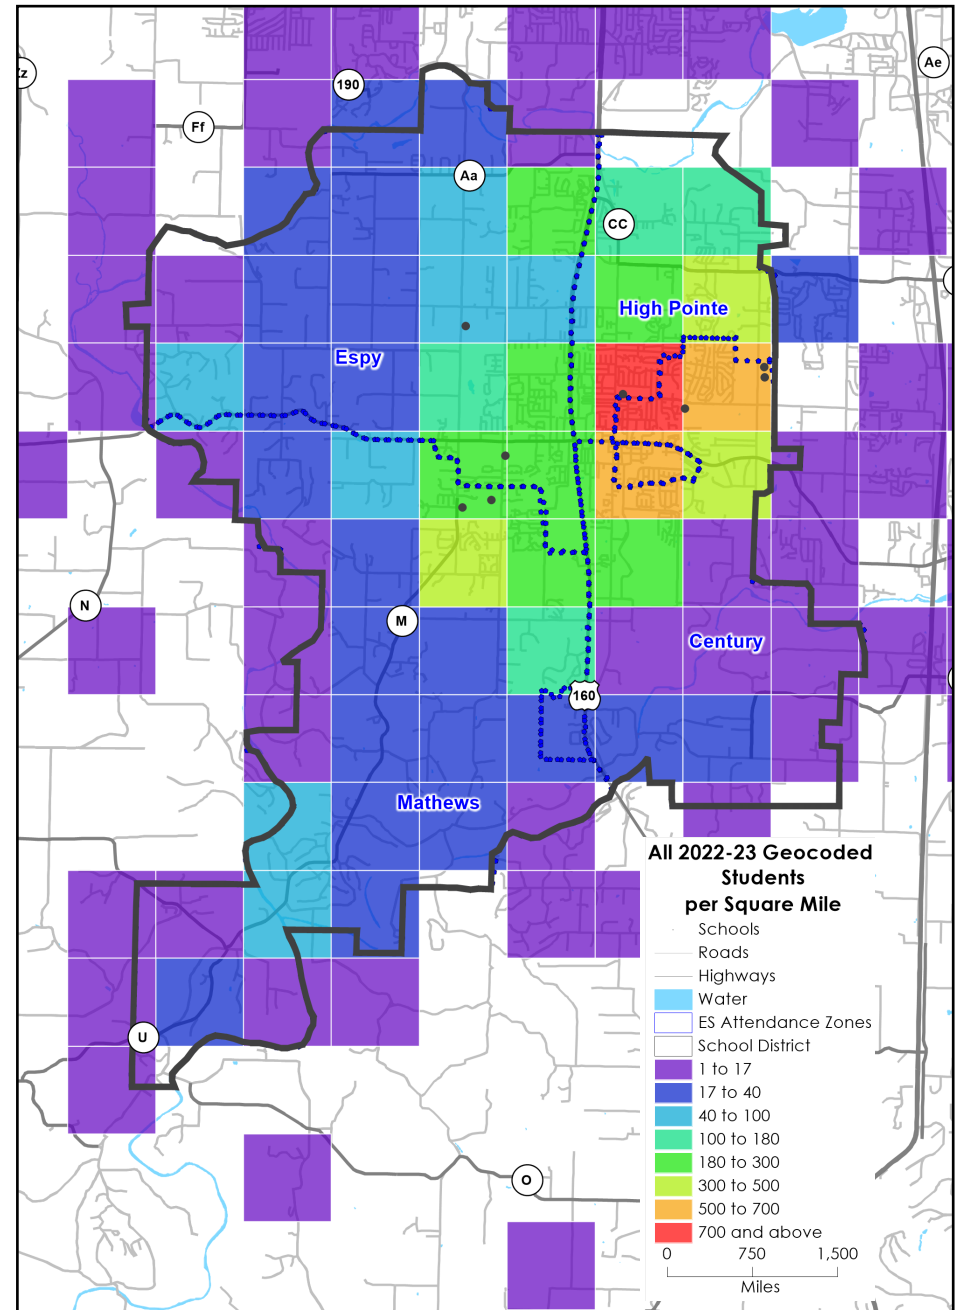 Ae
190
Ff
Aa
CC
High Pointe
Espy
N
M
Century
160
Mathews
U
O
All 2022-23 Geocoded
Students
per Square Mile
Schools
Roads
Highways
Water
ES Attendance Zones
School District
1 to 17
17 to 40
40 to 100
100 to 180
180 to 300
300 to 500
500 to 700
700 and above
0 750 1,500
Miles